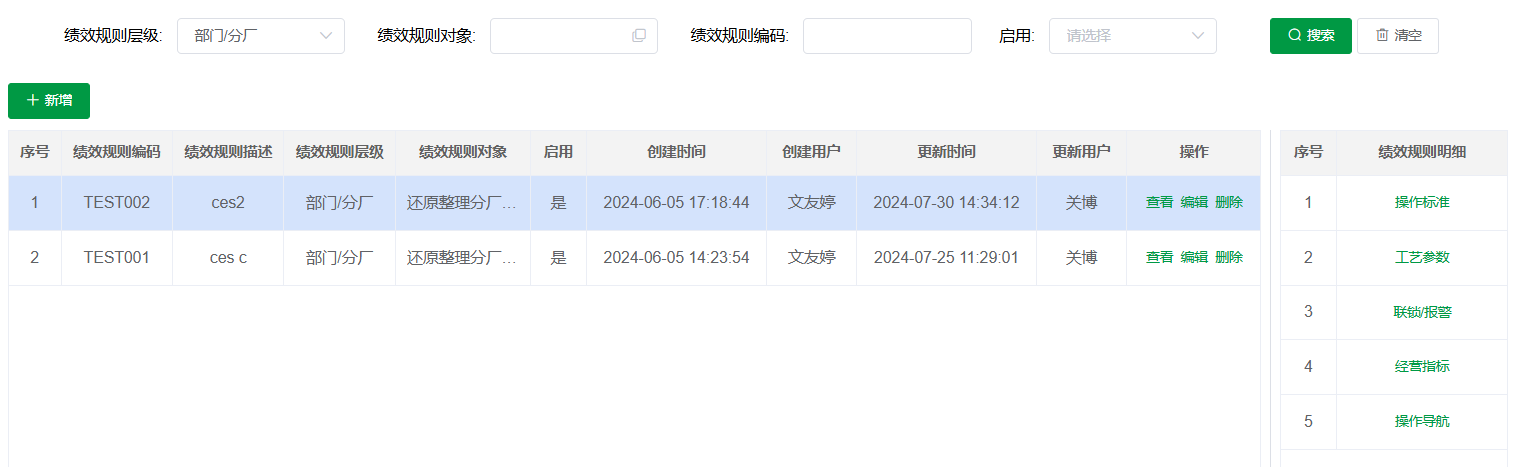 绩效规则层级: 部门/分厂 绩效规则对象: 绩效规则编码: 启用: 请选择 搜索 清空
新增
序号 绩效规则编码 绩效规则描述 绩效规则层级 绩效规则对象 启用 创建时间 创建用户 更新时间 更新用户 操作 序号 绩效规则明细
1 TEST002 ces2 部门/分厂 还原整理分厂... 是 2024-06-05 17:18:44 文友婷 2024-07-30 14:34:12 关博 查看 编辑 删除 1 操作标准
2 TEST001 ces c 部门/分厂 还原整理分厂... 是 2024-06-05 14:23:54 文友婷 2024-07-25 11:29:01 关博 查看 编辑 删除 2 工艺参数
3 联锁/报警
4 经营指标
5 操作导航